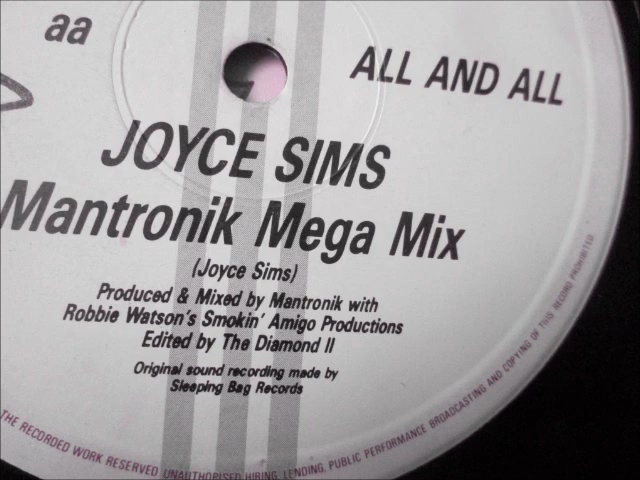 aa
ALL AND ALL
JOYCE SIMS
Mantronik Mega Mix
(Joyce Sims)
Produced & Mixed by Mantronik with
Robbie Watson's Smokin' Amigo Productions
Edited by The Diamond II
Original sound recording made by
Sleeping Bag Records
THE RECORDED WORK RESERVED UNAUTHORISED HIRING, LENDING, PUBLIC PERFORMANCE BROADCASTING AND COPYING OF THIS RECORD PROHIBITED